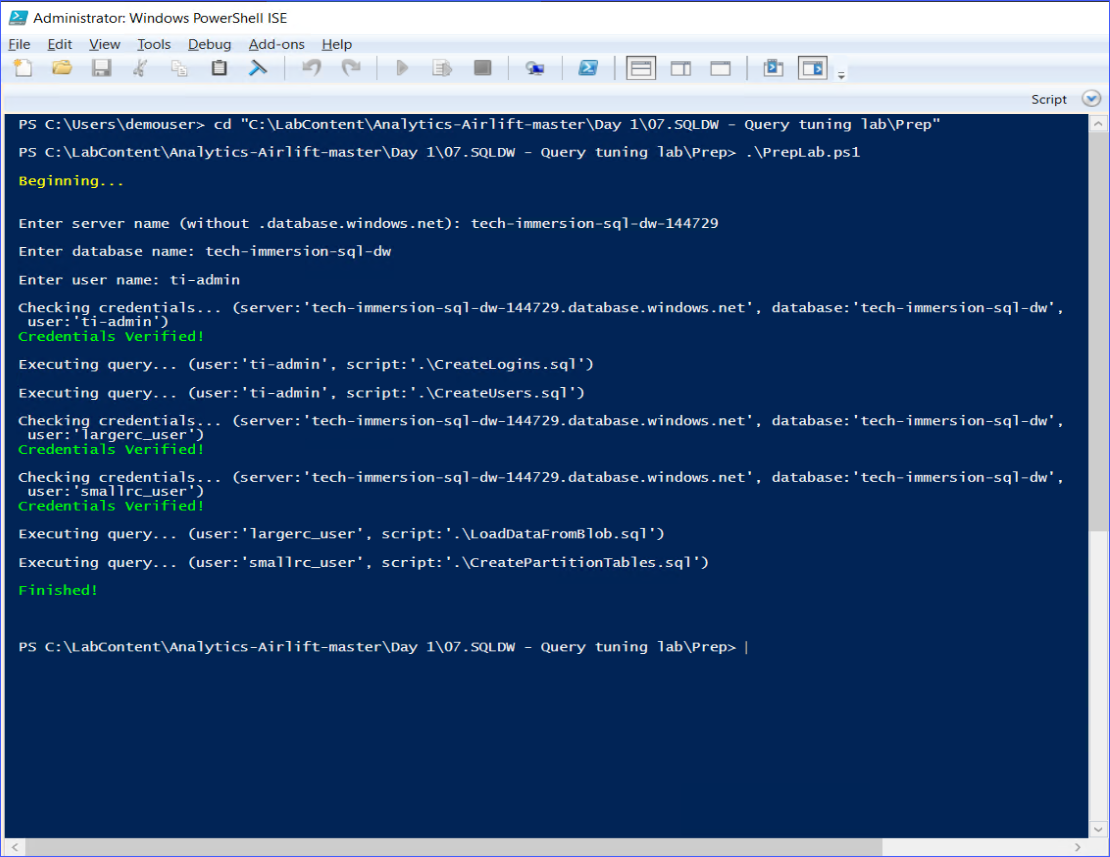 Administrator: Windows PowerShell ISE
File Edit View Tools Debug Add-ons Help
Script
PS C:\Users\demouser> cd "C:\LabContent\Analytics-Airlift-master\Day 1\07.SQLDW - Query tuning lab\Prep"
PS C:\LabContent\Analytics-Airlift-master\Day 1\07.SQLDW - Query tuning lab\Prep> .\PrepLab.ps1
Beginning...
Enter server name (without .database.windows.net): tech-immersion-sql-dw-144729
Enter database name: tech-immersion-sql-dw
Enter user name: ti-admin
Checking credentials... (server:'tech-immersion-sql-dw-144729.database.windows.net', database:'tech-immersion-sql-dw',
user:'ti-admin')
Credentials Verified!
Executing query... (user:'ti-admin', script:'.\CreateLogins.sql')
Executing query... (user:'ti-admin', script:'.\CreateUsers.sql')
Checking credentials... (server:'tech-immersion-sql-dw-144729.database.windows.net', database:'tech-immersion-sql-dw',
user:'largerc_user')
Credentials Verified!
Checking credentials... (server:'tech-immersion-sql-dw-144729.database.windows.net', database:'tech-immersion-sql-dw',
user:'smallrc_user')
Credentials Verified!
Executing query... (user:'largerc_user', script:'.\LoadDataFromBlob.sql')
Executing query... (user:'smallrc_user', script:'.\CreatePartitionTables.sql')
Finished!
PS C:\LabContent\Analytics-Airlift-master\Day 1\07.SQLDW - Query tuning lab\Prep>